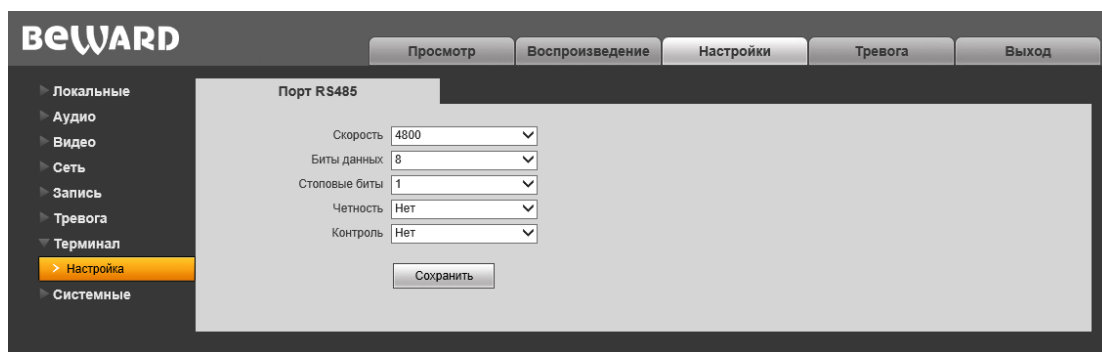 BEWARD
Просмотр Воспроизведение Настройки Тревога Выход
Локальные
Аудио
Видео
Сеть
Запись
Тревога
Терминал
> Настройка
Системные
Порт RS485
Скорость 4800
Биты данных 8
Стоповые биты 1
Четность Нет
Контроль Нет
Сохранить